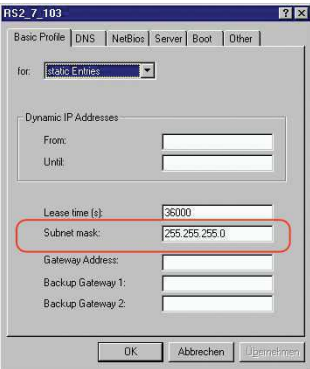 RS2_7_103
Basic Profile DNS NetBios Server Boot Other
for: static Entries
Dynamic IP Addresses
From:
Until:
Lease time (s): 36000
Subnet mask: 255.255.255.0
Gateway Address:
Backup Gateway 1:
Backup Gateway 2:
OK Abbrechen Übernehmen